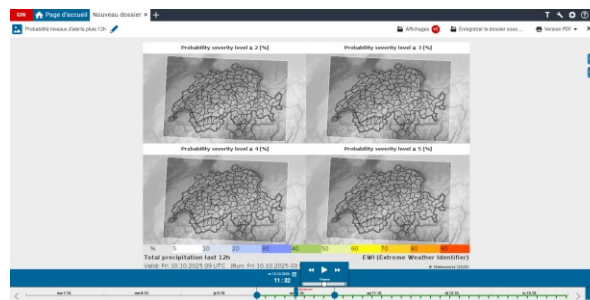 GIN Page d'accueil Nouveau dossier × +
Probabilité niveaux d'alerte pluie 12h Affichages Enregistrer le dossier sous ... Version PDF
Probability severity level ≥ 2 [%] Probability severity level ≥ 3 [%]
Probability severity level ≥ 4 [%] Probability severity level ≥ 5 [%]
% 5 10 20 30 40 50 60 70 80 90
Total precipitation last 12h EWI (Extreme Weather Identifier)
Valid: Fri 10.10.2025 09 UTC (Run: Fri 10.10.2025 03
11 : 02